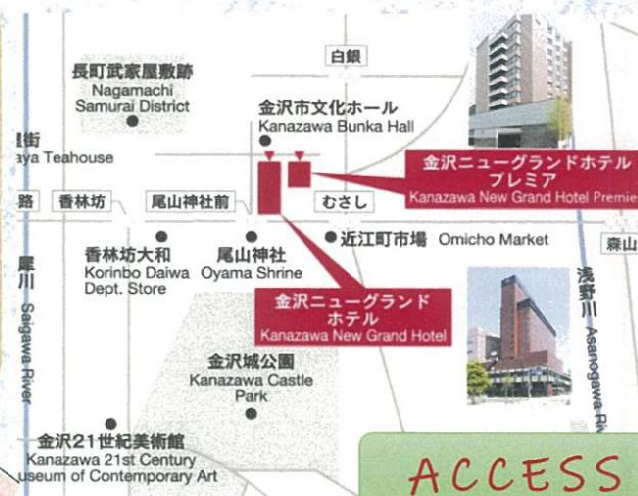 白銀
長町武家屋敷跡
Nagamachi
Samurai District
金沢市文化ホール
Kanazawa Bunka Hall
街
aya Teahouse
金沢ニューグランドホテル
プレミア
Kanazawa New Grand Hotel Premie
路
香林坊
尾山神社前
むさし
香林坊大和
Korinbo Daiwa
Dept. Store
尾山神社
Oyama Shrine
近江町市場 Omicho Market
森山
犀川 Saigawa River
金沢ニューグランド
ホテル
Kanazawa New Grand Hotel
浅野川 Asanogawa Riv
金沢城公園
Kanazawa Castle
Park
金沢21世紀美術館
Kanazawa 21st Century
useum of Contemporary Art
ACCESS